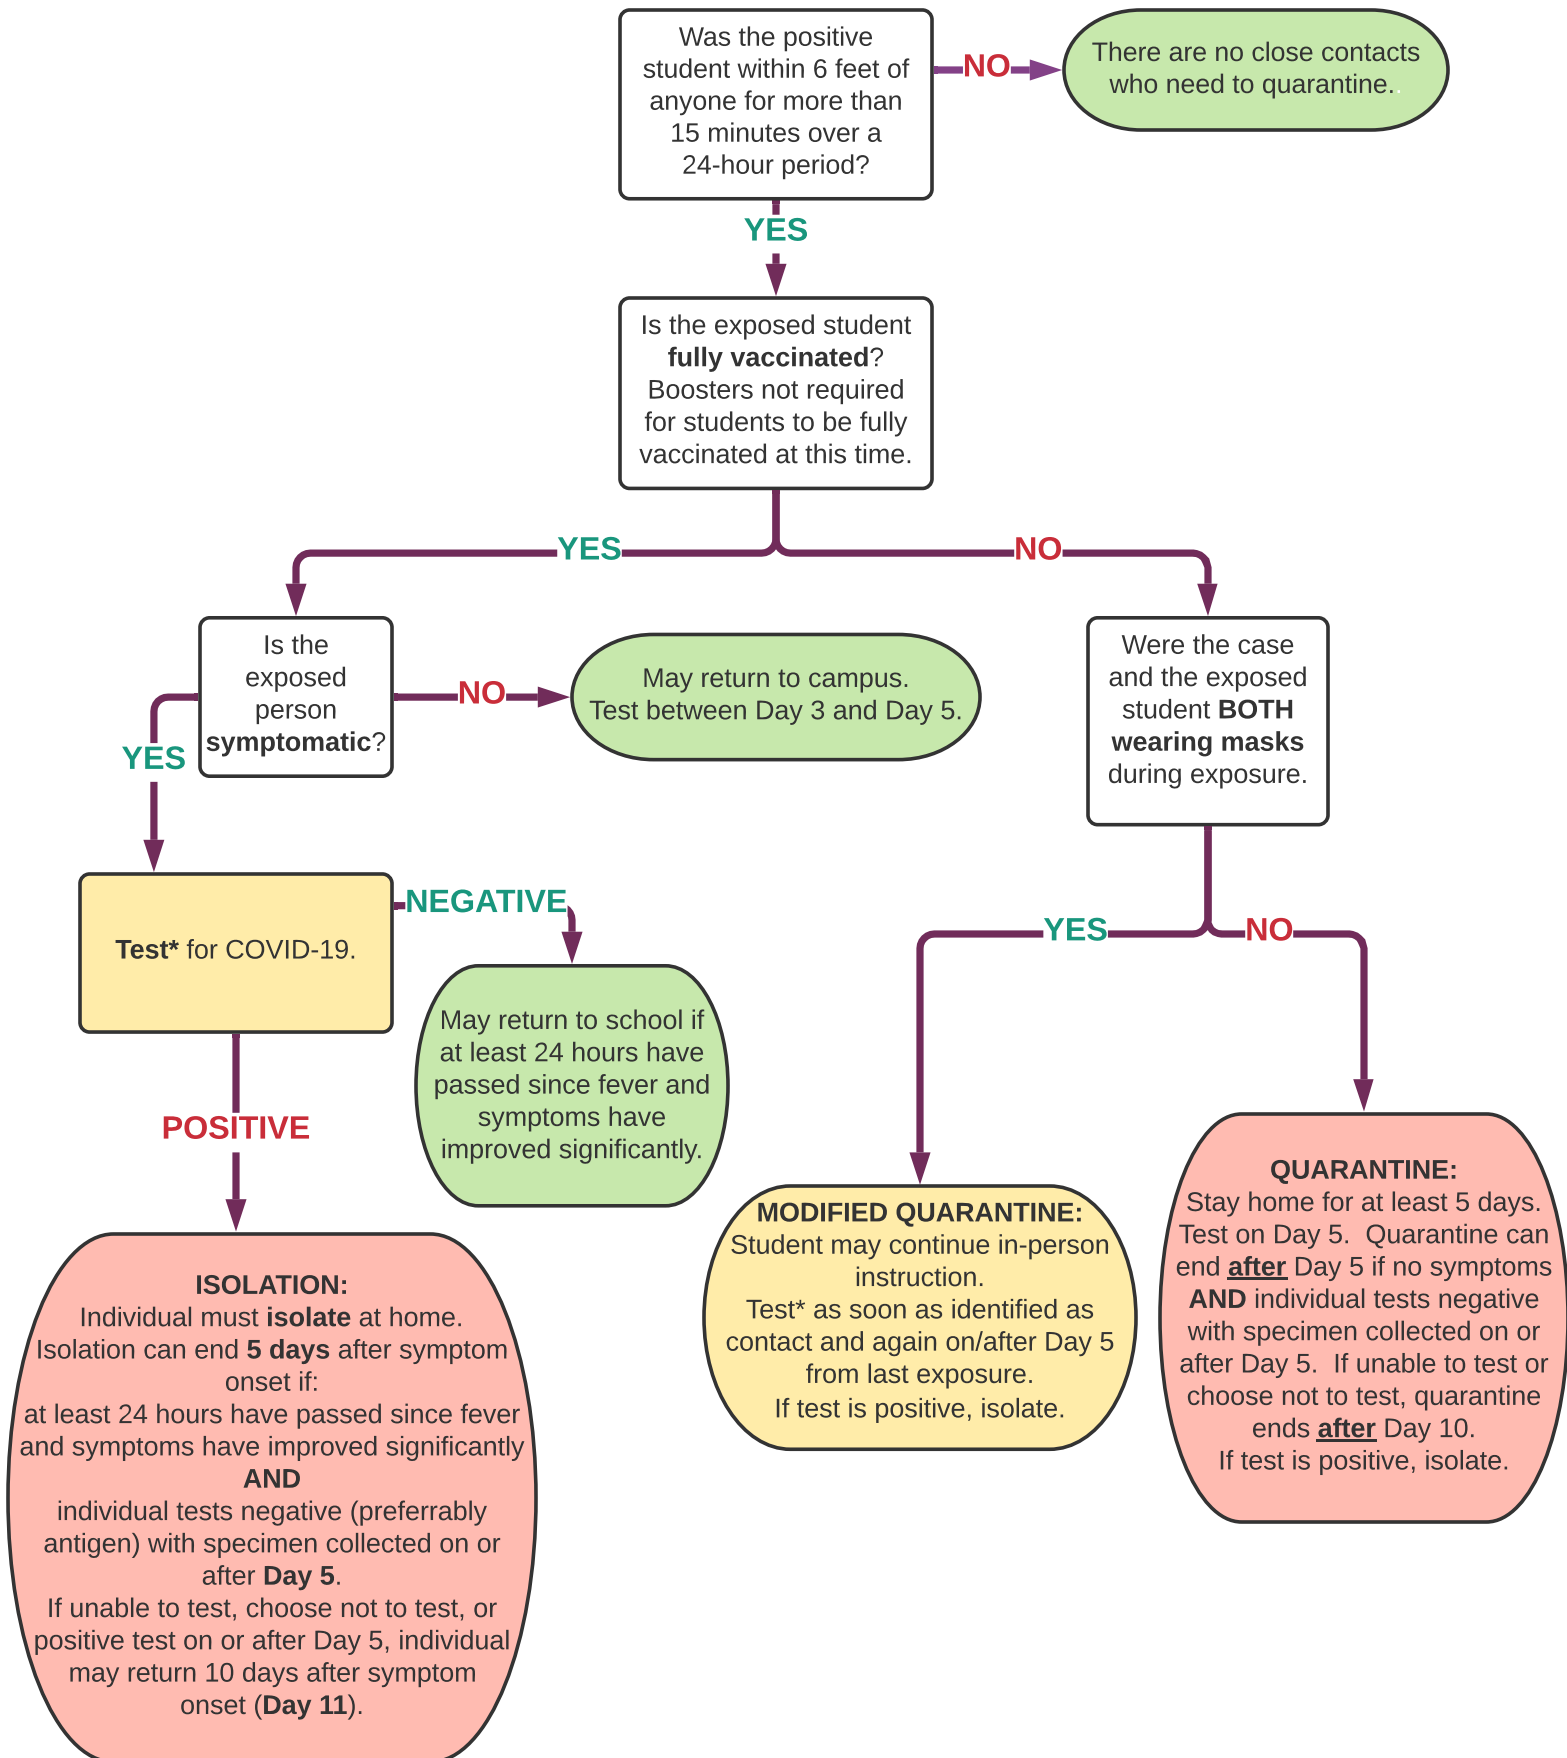 Was the positive
student within 6 feet of
anyone for more than
15 minutes over a
24-hour period?
NO
There are no close contacts
who need to quarantine..
YES
Is the exposed student
fully vaccinated?
Boosters not required
for students to be fully
vaccinated at this time.
YES
NO
Is the
exposed
person
symptomatic?
NO
May return to campus.
Test between Day 3 and Day 5.
Were the case
and the exposed
student BOTH
wearing masks
during exposure.
YES
Test* for COVID-19.
NEGATIVE
May return to school if
at least 24 hours have
passed since fever and
symptoms have
improved significantly.
POSITIVE
ISOLATION:
Individual must isolate at home.
Isolation can end 5 days after symptom
onset if:
at least 24 hours have passed since fever
and symptoms have improved significantly
AND
individual tests negative (preferrably
antigen) with specimen collected on or
after Day 5.
If unable to test, choose not to test, or
positive test on or after Day 5, individual
may return 10 days after symptom
onset (Day 11).
YES
NO
MODIFIED QUARANTINE:
Student may continue in-person
instruction.
Test* as soon as identified as
contact and again on/after Day 5
from last exposure.
If test is positive, isolate.
QUARANTINE:
Stay home for at least 5 days.
Test on Day 5.  Quarantine can
end after Day 5 if no symptoms
AND individual tests negative
with specimen collected on or
after Day 5.  If unable to test or
choose not to test, quarantine
ends after Day 10.
If test is positive, isolate.